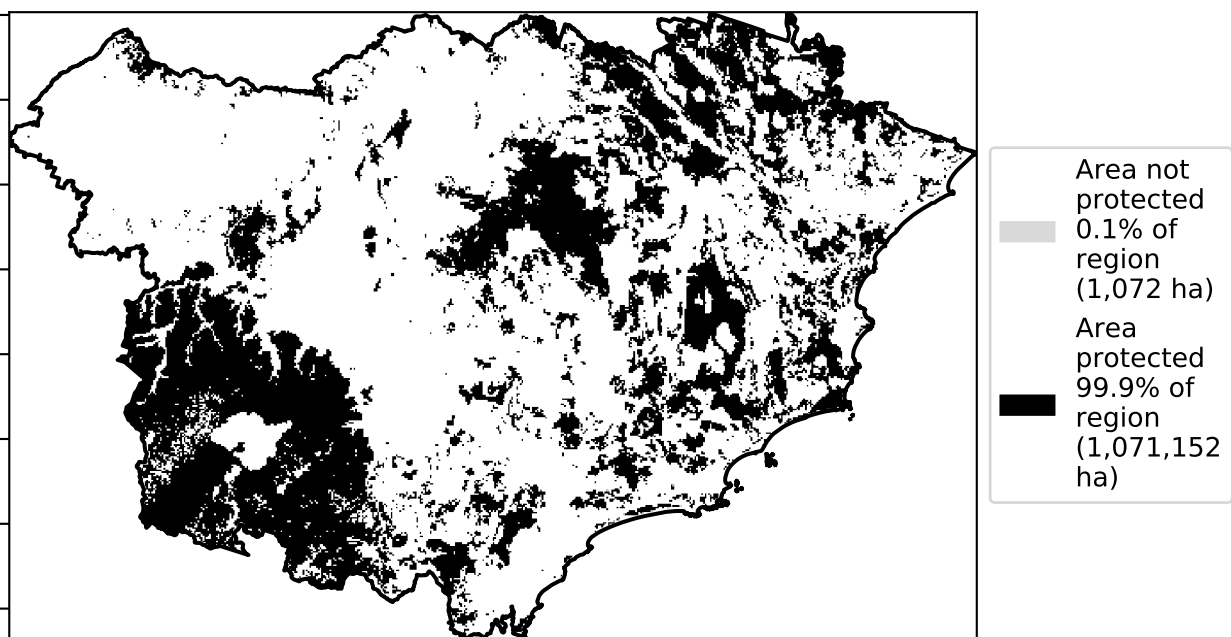 Area not
protected
0.1% of
region
(1,072 ha)
Area
protected
99.9% of
region
(1,071,152
ha)